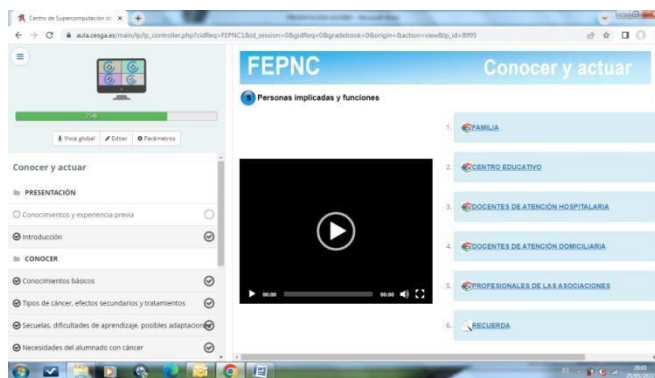 Centro de Supercomputación de
aula.cesga.es/main/lp/lp_controller.php?cidReq=FEPNC1&id_session=0&gidReq=0&gradebook=0&origin=&action=view&lp_id=8995
75%
Vista global
Editar
Parámetros
Conocer y actuar
PRESENTACIÓN
Conocimientos y experiencia previa
Introducción
CONOCER
Conocimientos básicos
Tipos de cáncer, efectos secundarios y tratamientos
Secuelas, dificultades de aprendizaje, posibles adaptacion
Necesidades del alumnado con cáncer
FEPNC
Conocer y actuar
Personas implicadas y funciones
00:00
00:00
1. FAMILIA
2. CENTRO EDUCATIVO
3. DOCENTES DE ATENCIÓN HOSPITALARIA
4. DOCENTES DE ATENCIÓN DOMICILIARIA
5. PROFESIONALES DE LAS ASOCIACIONES
6. RECUERDA
ES
20:01